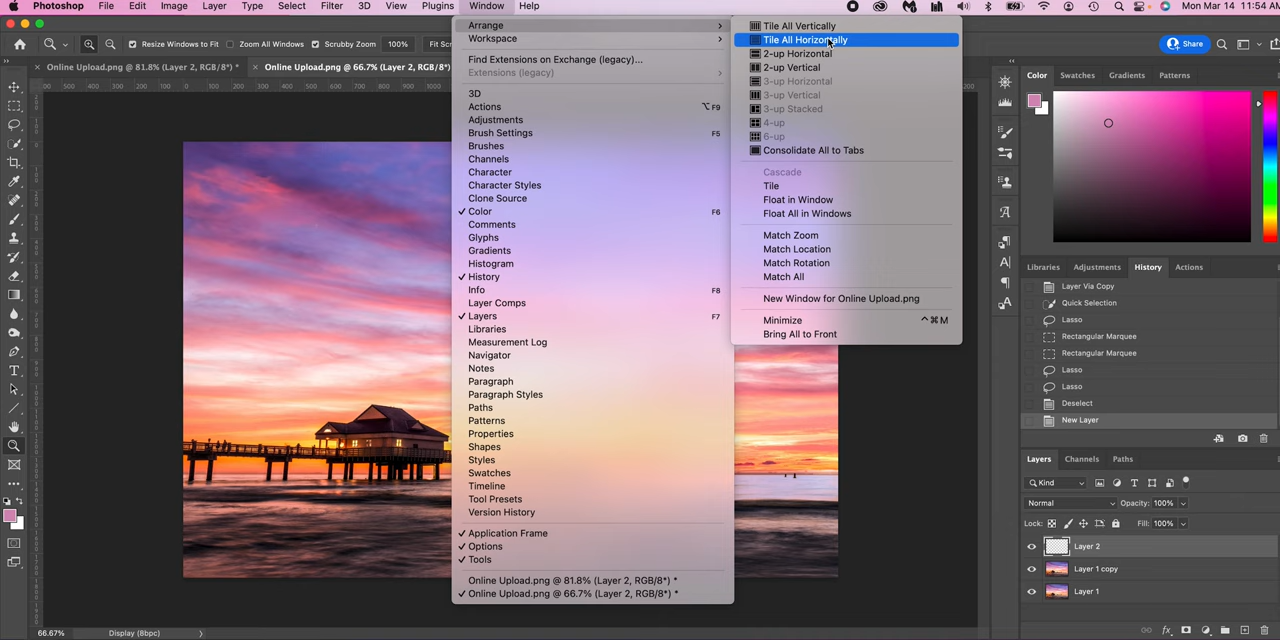 Photoshop File Edit Image Layer Type Select Filter 3D View Plugins Window Help Mon Mar 14 11:54 AM
Resize Windows to Fit Zoom All Windows Scrubby Zoom 100% Fit Scr Share
Online Upload.png @ 81.8% (Layer 2, RGB/8*) * Online Upload.png @ 66.7% (Layer 2, RGB/8*)
Arrange
Workspace
Find Extensions on Exchange (legacy)...
Extensions (legacy)
3D
Actions ⌥F9
Adjustments
Brush Settings F5
Brushes
Channels
Character
Character Styles
Clone Source
✓ Color F6
Comments
Glyphs
Gradients
Histogram
✓ History
Info F8
Layer Comps
✓ Layers F7
Libraries
Measurement Log
Navigator
Notes
Paragraph
Paragraph Styles
Paths
Patterns
Properties
Shapes
Styles
Swatches
Timeline
Tool Presets
Version History
✓ Application Frame
✓ Options
✓ Tools
Online Upload.png @ 81.8% (Layer 2, RGB/8*) *
✓ Online Upload.png @ 66.7% (Layer 2, RGB/8*) *
Tile All Vertically
Tile All Horizontally
2-up Horizontal
2-up Vertical
3-up Horizontal
3-up Vertical
3-up Stacked
4-up
6-up
Consolidate All to Tabs
Cascade
Tile
Float in Window
Float All in Windows
Match Zoom
Match Location
Match Rotation
Match All
New Window for Online Upload.png
Minimize ⌃⌘M
Bring All to Front
Color Swatches Gradients Patterns
Libraries Adjustments History Actions
Layer Via Copy
Quick Selection
Lasso
Rectangular Marquee
Rectangular Marquee
Lasso
Lasso
Deselect
New Layer
Layers Channels Paths
Kind
Normal Opacity: 100%
Lock: Fill: 100%
Layer 2
Layer 1 copy
Layer 1
66.67% Display (8bpc)